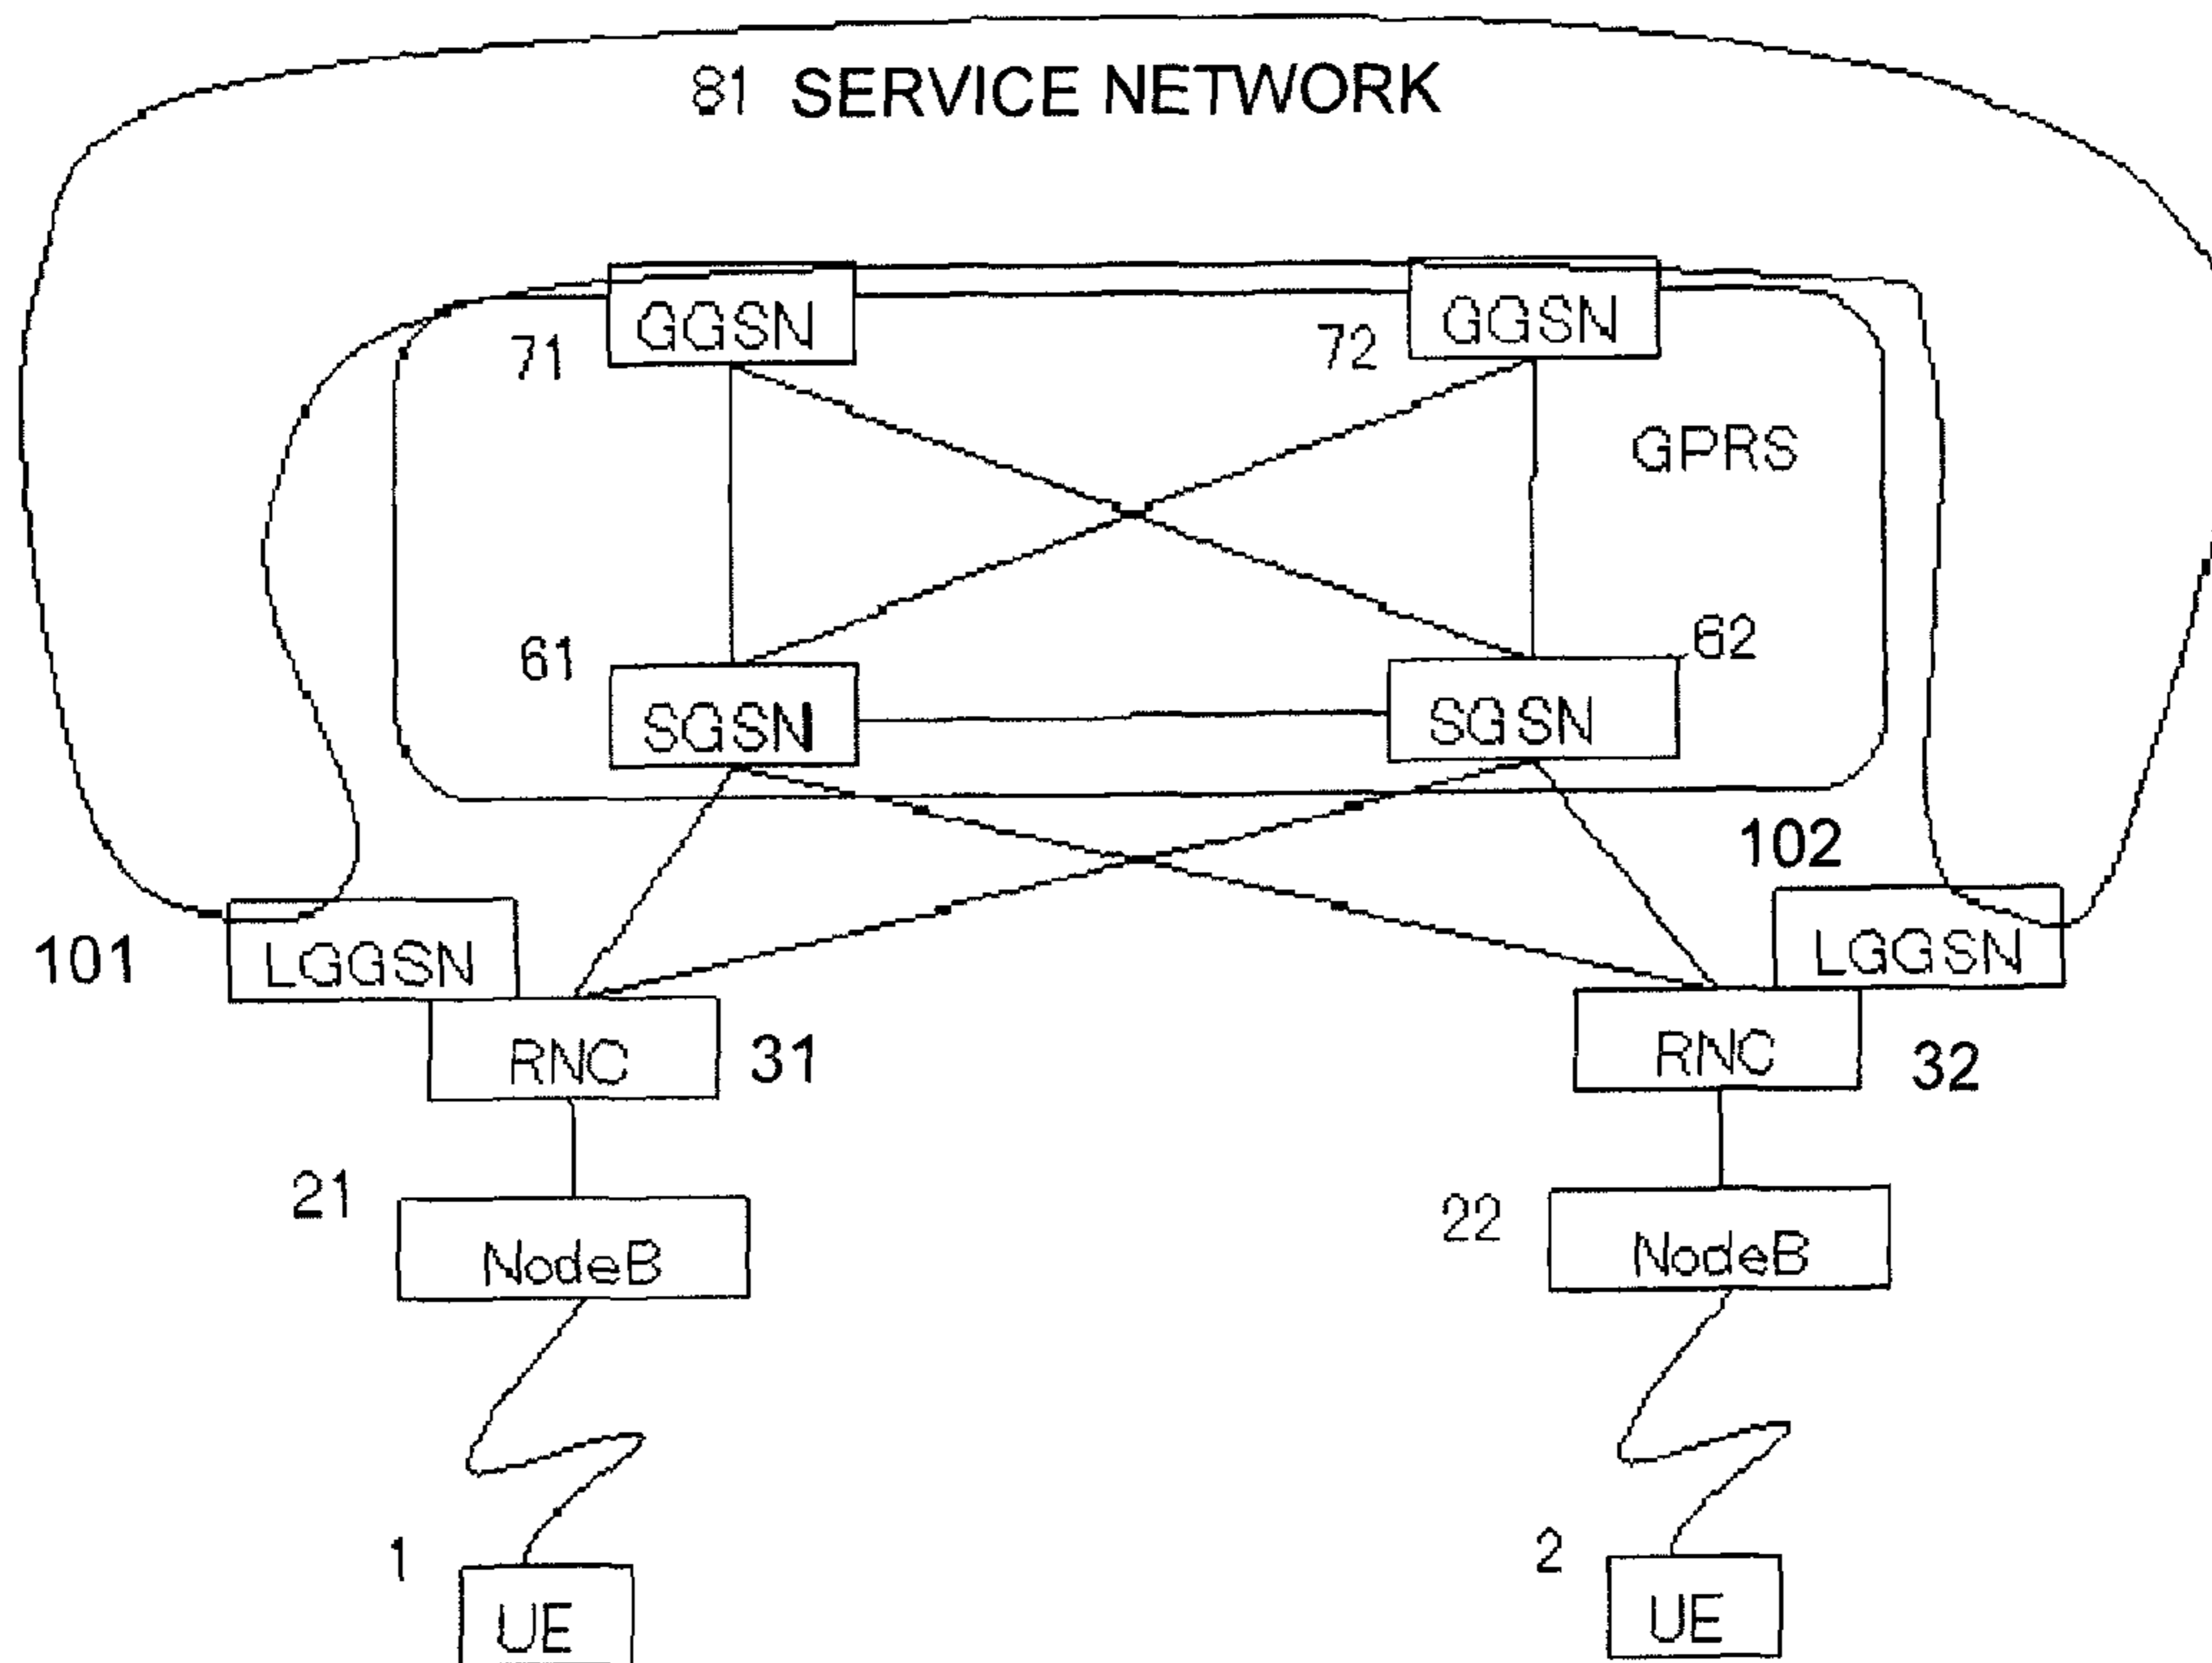 81 SERVICE NETWORK
GGSN
GGSN
71
72
GPRS
61
62
SGSN
SGSN
102
101
LGGSN
LGGSN
RNC
31
RNC
32
21
22
NodeB
NodeB
1
2
UE
UE